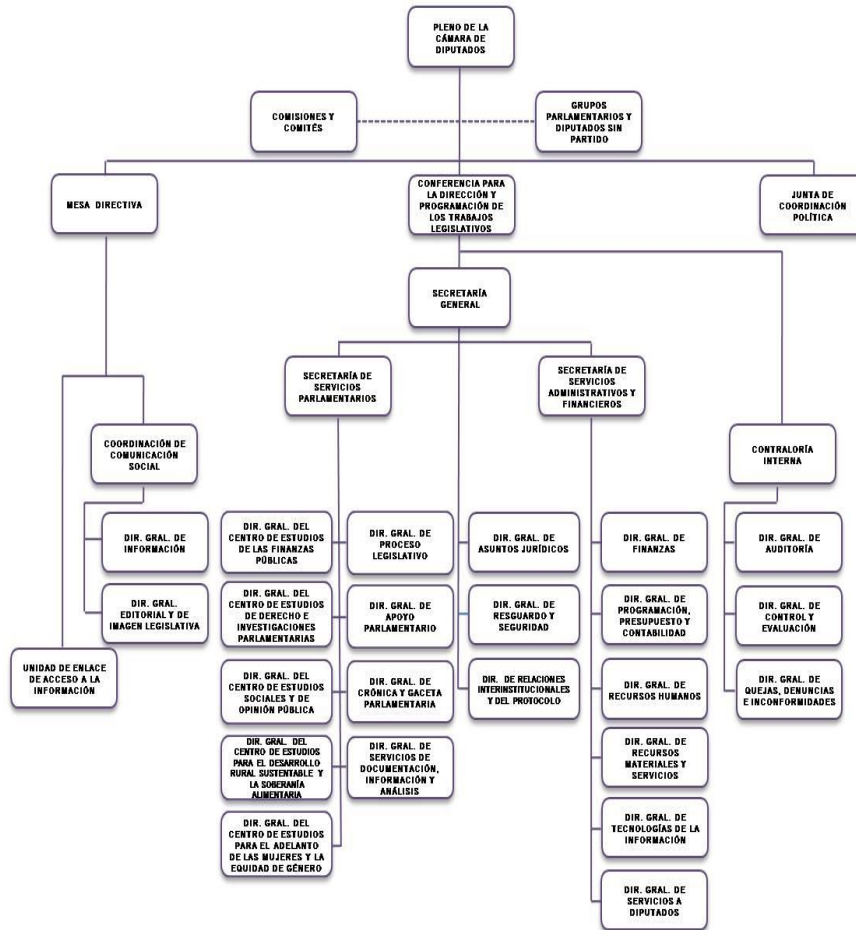 PLENO DE LA
CÁMARA DE
DIPUTADOS
COMISIONES Y
COMITÉS
GRUPOS
PARLAMENTARIOS Y
DIPUTADOS SIN
PARTIDO
MESA DIRECTIVA
CONFERENCIA PARA
LA DIRECCIÓN Y
PROGRAMACIÓN DE
LOS TRABAJOS
LEGISLATIVOS
JUNTA DE
COORDINACIÓN
POLÍTICA
SECRETARÍA
GENERAL
SECRETARÍA DE
SERVICIOS
PARLAMENTARIOS
SECRETARÍA DE
SERVICIOS
ADMINISTRATIVOS Y
FINANCIEROS
COORDINACIÓN DE
COMUNICACIÓN
SOCIAL
CONTRALORÍA
INTERNA
DIR. GRAL. DE
INFORMACIÓN
DIR. GRAL.
EDITORIAL Y DE
IMAGEN LEGISLATIVA
UNIDAD DE ENLACE
DE ACCESO A LA
INFORMACIÓN
DIR. GRAL. DEL
CENTRO DE ESTUDIOS
DE LAS FINANZAS
PÚBLICAS
DIR. GRAL. DEL
CENTRO DE ESTUDIOS
DE DERECHO E
INVESTIGACIONES
PARLAMENTARIAS
DIR. GRAL. DEL
CENTRO DE ESTUDIOS
SOCIALES Y DE
OPINIÓN PÚBLICA
DIR. GRAL. DEL
CENTRO DE ESTUDIOS
PARA EL DESARROLLO
RURAL SUSTENTABLE Y
LA SOBERANÍA
ALIMENTARIA
DIR. GRAL. DEL
CENTRO DE ESTUDIOS
PARA EL ADELANTO
DE LAS MUJERES Y LA
EQUIDAD DE GÉNERO
DIR. GRAL. DE
PROCESO
LEGISLATIVO
DIR. GRAL. DE
APOYO
PARLAMENTARIO
DIR. GRAL. DE
CRÓNICA Y GACETA
PARLAMENTARIA
DIR. GRAL. DE
SERVICIOS DE
DOCUMENTACIÓN,
INFORMACIÓN Y
ANÁLISIS
DIR. GRAL. DE
ASUNTOS JURÍDICOS
DIR. GRAL. DE
RESGUARDO Y
SEGURIDAD
DIR. DE RELACIONES
INTERINSTITUCIONALES
Y DEL PROTOCOLO
DIR. GRAL. DE
FINANZAS
DIR. GRAL. DE
PROGRAMACIÓN,
PRESUPUESTO Y
CONTABILIDAD
DIR. GRAL. DE
RECURSOS HUMANOS
DIR. GRAL. DE
RECURSOS
MATERIALES Y
SERVICIOS
DIR. GRAL. DE
TECNOLOGÍAS DE LA
INFORMACIÓN
DIR. GRAL. DE
SERVICIOS A
DIPUTADOS
DIR. GRAL. DE
AUDITORÍA
DIR. GRAL. DE
CONTROL Y
EVALUACIÓN
DIR. GRAL. DE
QUEJAS, DENUNCIAS
E INCONFORMIDADES